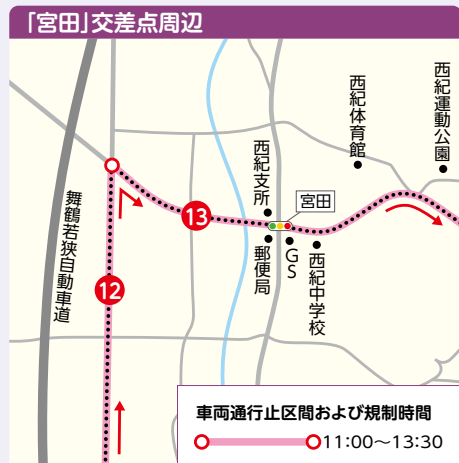 「宮田」交差点周辺
西紀運動公園
西紀体育館
西紀支所
宮田
13
郵便局
GS
西紀中学校
舞鶴若狭自動車道
12
車両通行止区間および規制時間
11:00〜13:30